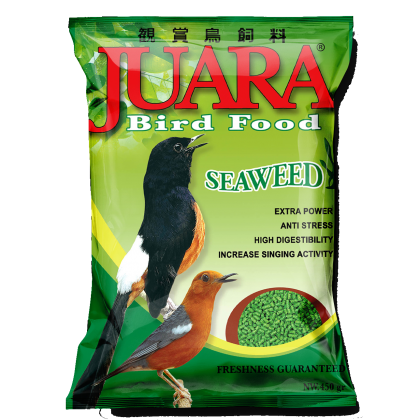 観賞鳥飼料
JUARA®
Bird Food
SEAWEED
EXTRA POWER
ANTI STRESS
HIGH DIGESTIBILITY
INCREASE SINGING ACTIVITY
FRESHNESS GUARANTEED
NW.450 gr